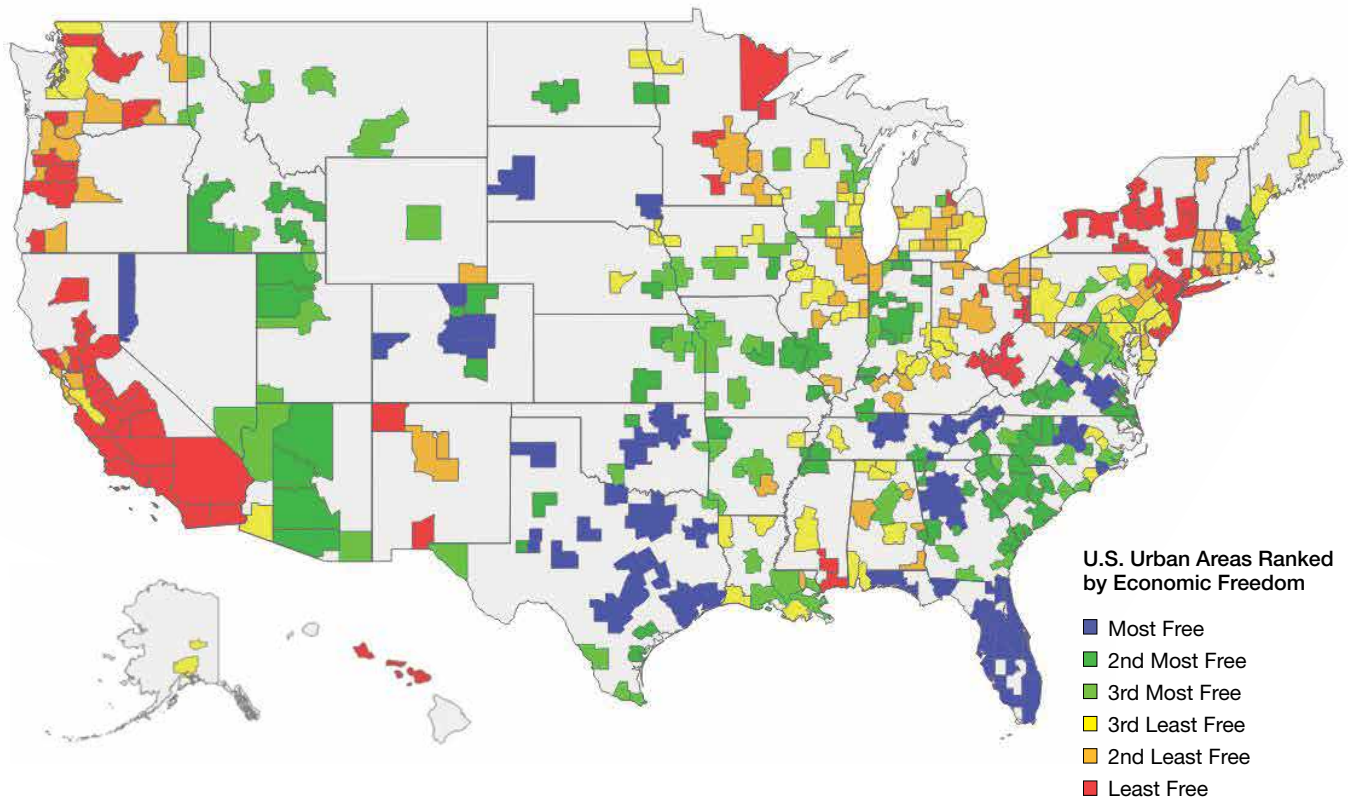 U.S. Urban Areas Ranked
by Economic Freedom
Most Free
2nd Most Free
3rd Most Free
3rd Least Free
2nd Least Free
Least Free